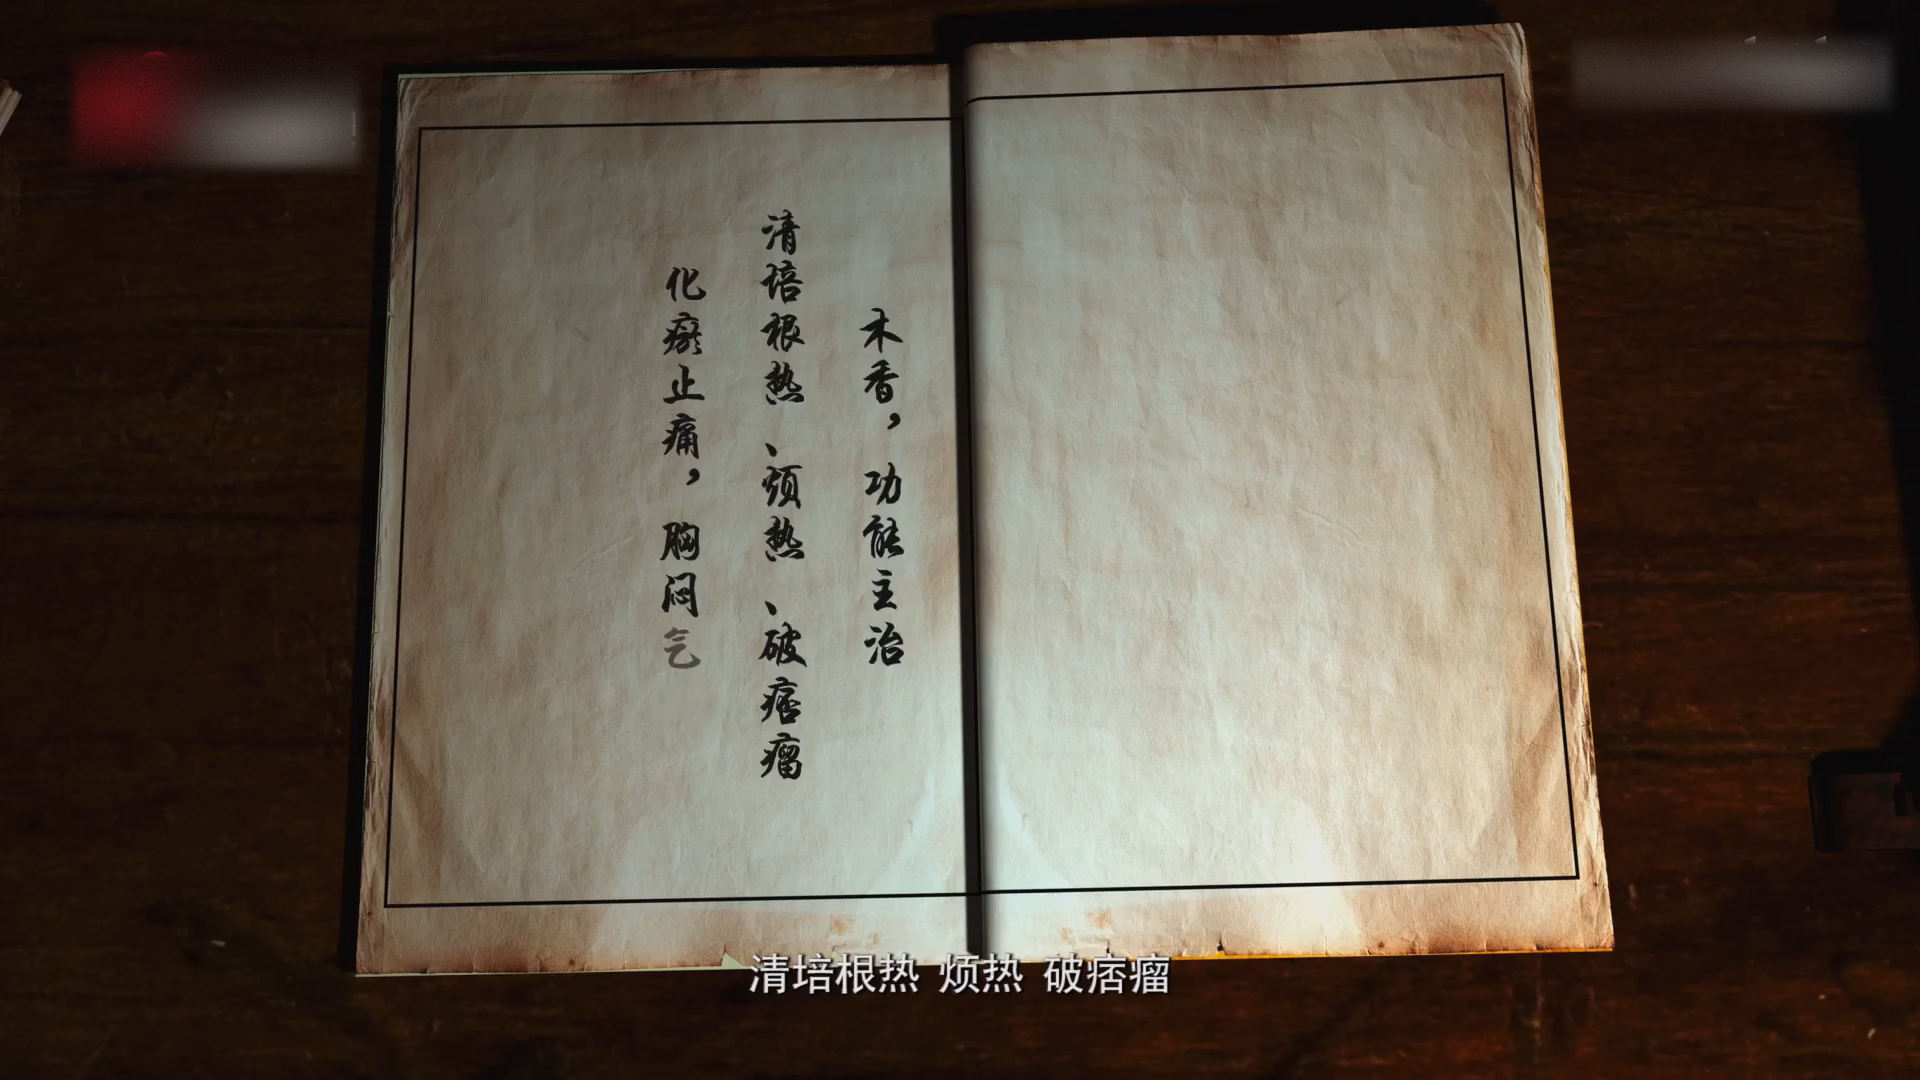 木香，功能主治
清培根热、烦热、破痞瘤
化瘀止痛，胸闷气
清培根热 烦热 破痞瘤